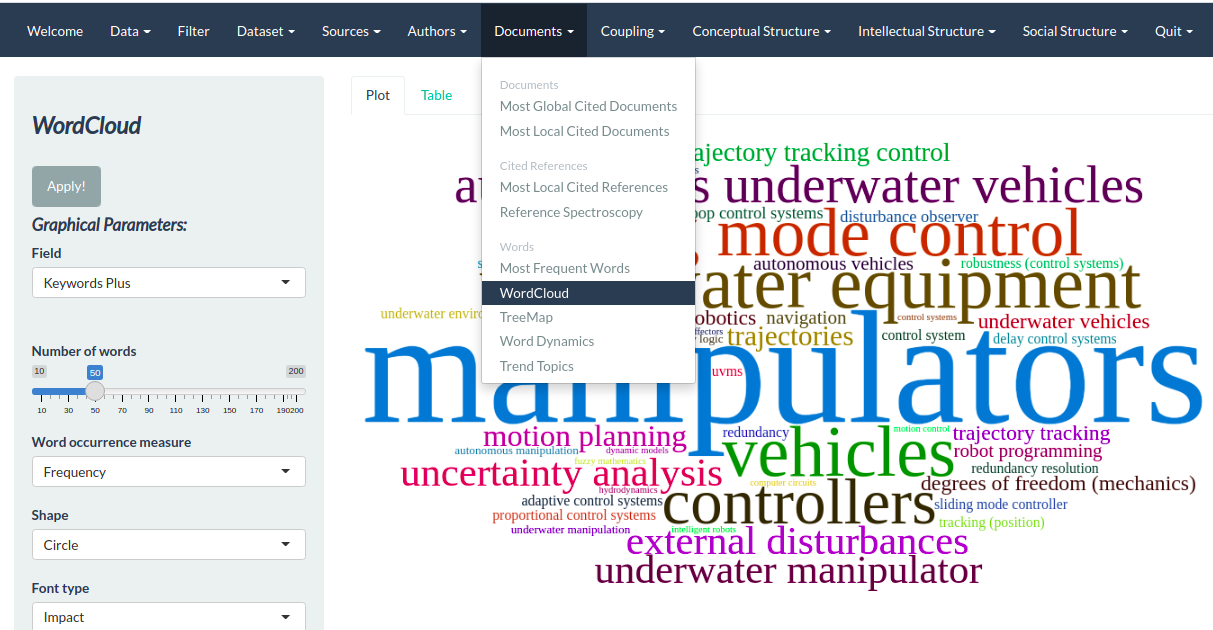 Welcome Data Filter Dataset Sources Authors Documents Coupling Conceptual Structure Intellectual Structure Social Structure Quit
WordCloud
Apply!
Graphical Parameters:
Field
Keywords Plus
Number of words
10 50 200
10 30 50 70 90 110 130 150 170 190 200
Word occurrence measure
Frequency
Shape
Circle
Font type
Impact
Plot Table
Documents
Most Global Cited Documents
Most Local Cited Documents
Cited References
Most Local Cited References
Reference Spectroscopy
Words
Most Frequent Words
WordCloud
TreeMap
Word Dynamics
Trend Topics
ajectory tracking control
underwater vehicles
control systems
disturbance observer
mode control
autonomous vehicles
robustness (control systems)
ater equipment
underwater
obotics
navigation
control systems
underwater vehicles
logic
trajectories
control system
delay control systems
manipulators
uvms
motion planning
redundancy
motion control
trajectory tracking
autonomous manipulation
dynamic models
vehicles
robot programming
fuzzy mathematics
redundancy resolution
uncertainty analysis
computer circuits
degrees of freedom (mechanics)
hydrodynamics
adaptive control systems
controllers
sliding mode controller
proportional control systems
tracking (position)
underwater manipulation
intelligent robots
external disturbances
underwater manipulator